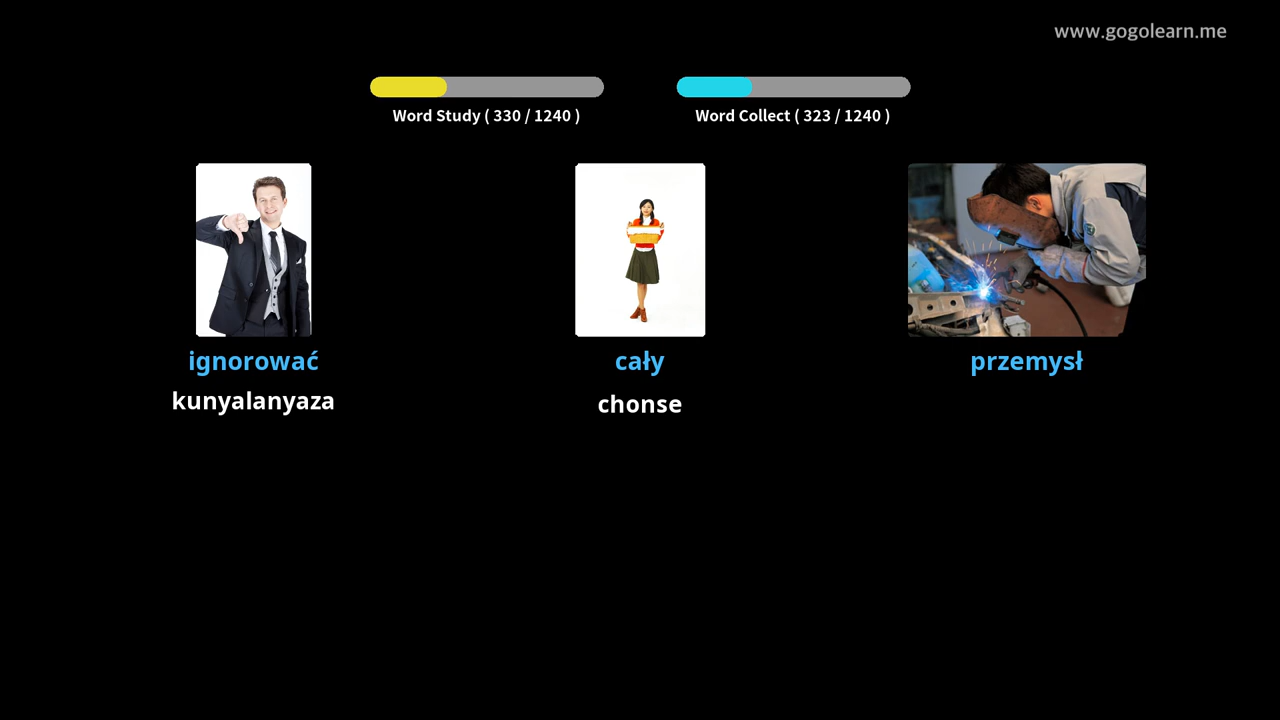 www.gogolearn.me
Word Study ( 330 / 1240 )
Word Collect ( 323 / 1240 )
ignorować
kunyalanyaza
cały
chonse
przemysł